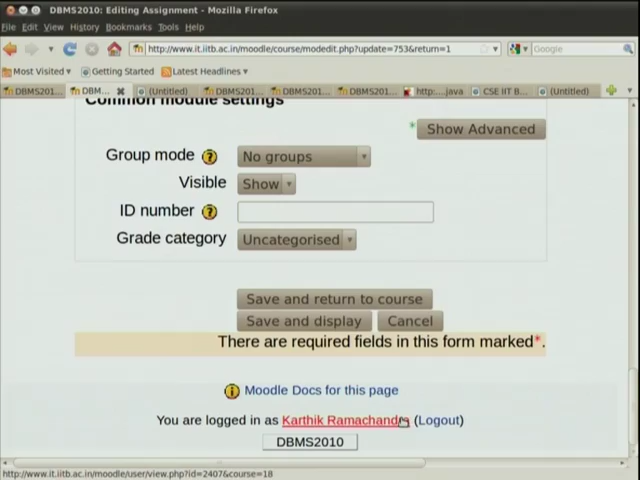 DBMS2010: Editing Assignment - Mozilla Firefox
File Edit View History Bookmarks Tools Help
http://www.it.iitb.ac.in/moodle/course/modedit.php?update=753&return=1
Google
Most Visited Getting Started Latest Headlines
DBMS201... DBM... (Untitled) DBMS201... DBMS201... DBMS201... http:....java CSE IIT B... (Untitled)
Common module settings
* Show Advanced
Group mode No groups
Visible Show
ID number
Grade category Uncategorised
Save and return to course
Save and display Cancel
There are required fields in this form marked*.
Moodle Docs for this page
You are logged in as Karthik Ramachandra (Logout)
DBMS2010
http://www.it.iitb.ac.in/moodle/user/view.php?id=2407&course=18